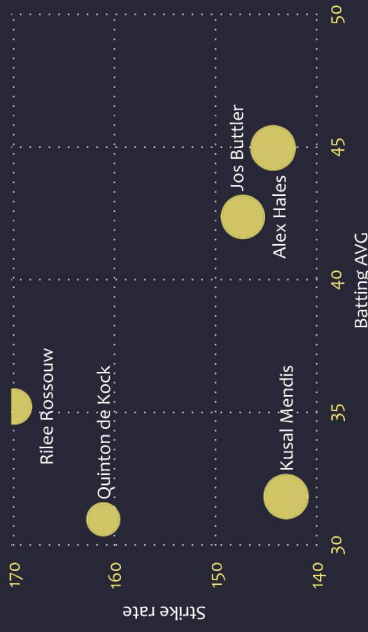 170
160
150
140
Strike rate
Rilee Rossouw
Quinton de Kock
Jos Buttler
Alex Hales
Kusal Mendis
30
35
40
45
50
Batting AVG